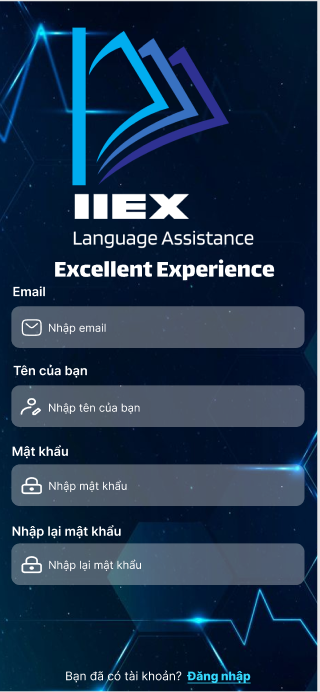 IIEX
Language Assistance
Excellent Experience
Email
Nhập email
Tên của bạn
Nhập tên của bạn
Mật khẩu
Nhập mật khẩu
Nhập lại mật khẩu
Nhập lại mật khẩu
Bạn đã có tài khoản? Đăng nhập